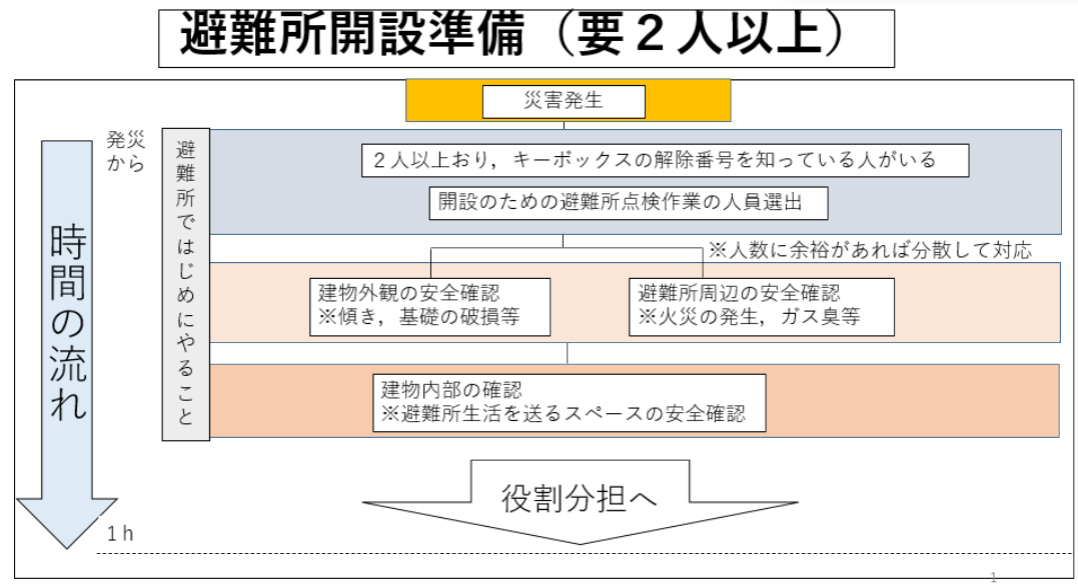 避難所開設準備（要２人以上）
災害発生
発災
から
避難所ではじめにやること
２人以上おり，キーボックスの解除番号を知っている人がいる
開設のための避難所点検作業の人員選出
※人数に余裕があれば分散して対応
建物外観の安全確認
※傾き，基礎の破損等
避難所周辺の安全確認
※火災の発生，ガス臭等
時間の流れ
建物内部の確認
※避難所生活を送るスペースの安全確認
役割分担へ
1ｈ
1